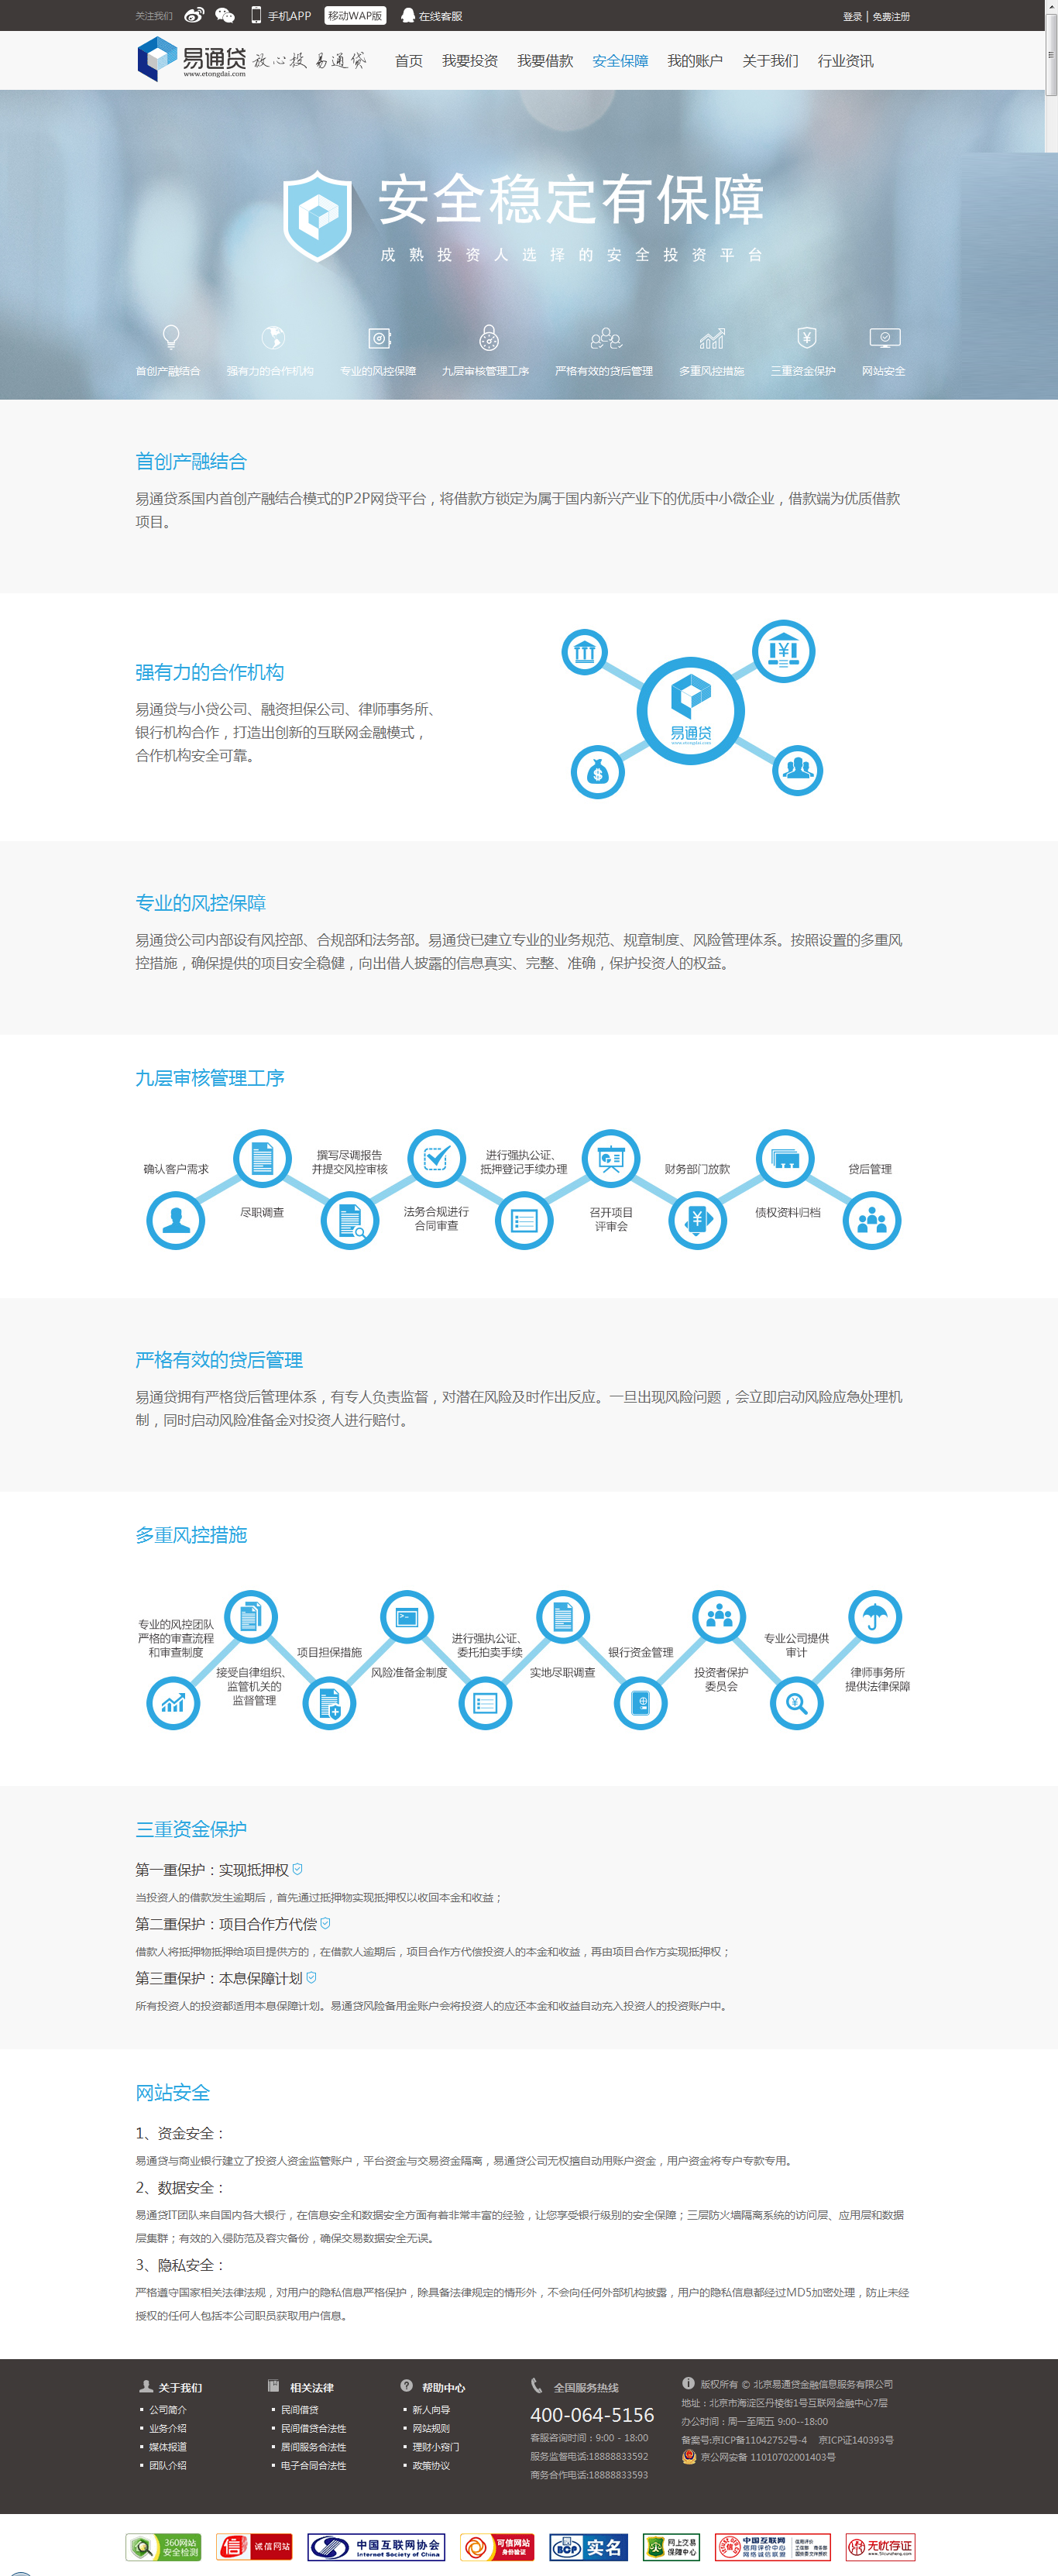 关注我们 手机APP 移动WAP版 在线客服 登录 | 免费注册
易通贷 www.etongdai.com 放心投 易通贷
首页 我要投资 我要借款 安全保障 我的账户 关于我们 行业资讯
安全稳定有保障
成熟投资人选择的安全投资平台
首创产融结合 强有力的合作机构 专业的风控保障 九层审核管理工序 严格有效的贷后管理 多重风控措施 三重资金保护 网站安全
首创产融结合
易通贷系国内首创产融结合模式的P2P网贷平台，将借款方锁定为属于国内新兴产业下的优质中小微企业，借款端为优质借款
项目。
强有力的合作机构
易通贷与小贷公司、融资担保公司、律师事务所、
银行机构合作，打造出创新的互联网金融模式，
合作机构安全可靠。
易通贷
www.etongdai.com
专业的风控保障
易通贷公司内部设有风控部、合规部和法务部。易通贷已建立专业的业务规范、规章制度、风险管理体系。按照设置的多重风
控措施，确保提供的项目安全稳健，向出借人披露的信息真实、完整、准确，保护投资人的权益。
九层审核管理工序
确认客户需求
尽职调查
撰写尽调报告
并提交风控审核
法务合规进行
合同审查
进行强执公证、
抵押登记手续办理
召开项目
评审会
财务部门放款
债权资料归档
贷后管理
严格有效的贷后管理
易通贷拥有严格贷后管理体系，有专人负责监督，对潜在风险及时作出反应。一旦出现风险问题，会立即启动风险应急处理机
制，同时启动风险准备金对投资人进行赔付。
多重风控措施
专业的风控团队
严格的审查流程
和审查制度
接受自律组织、
监管机关的
监督管理
项目担保措施
风险准备金制度
进行强执公证、
委托拍卖手续
实地尽职调查
银行资金管理
投资者保护
委员会
专业公司提供
审计
律师事务所
提供法律保障
三重资金保护
第一重保护：实现抵押权
当投资人的借款发生逾期后，首先通过抵押物实现抵押权以收回本金和收益；
第二重保护：项目合作方代偿
借款人将抵押物抵押给项目提供方的，在借款人逾期后，项目合作方代偿投资人的本金和收益，再由项目合作方实现抵押权；
第三重保护：本息保障计划
所有投资人的投资都适用本息保障计划。易通贷风险备用金账户会将投资人的应还本金和收益自动充入投资人的投资账户中。
网站安全
1、资金安全：
易通贷与商业银行建立了投资人资金监管账户，平台资金与交易资金隔离，易通贷公司无权擅自动用账户资金，用户资金将专户专款专用。
2、数据安全：
易通贷IT团队来自国内各大银行，在信息安全和数据安全方面有着非常丰富的经验，让您享受银行级别的安全保障；三层防火墙隔离系统的访问层、应用层和数据
层集群；有效的入侵防范及容灾备份，确保交易数据安全无误。
3、隐私安全：
严格遵守国家相关法律法规，对用户的隐私信息严格保护，除具备法律规定的情形外，不会向任何外部机构披露，用户的隐私信息都经过MD5加密处理，防止未经
授权的任何人包括本公司职员获取用户信息。
关于我们
公司简介
业务介绍
媒体报道
团队介绍
相关法律
民间借贷
民间借贷合法性
居间服务合法性
电子合同合法性
帮助中心
新人向导
网站规则
理财小窍门
政策协议
全国服务热线
400-064-5156
客服咨询时间：9:00 - 18:00
服务监督电话:18888833592
商务合作电话:18888833593
版权所有 © 北京易通贷金融信息服务有限公司
地址：北京市海淀区丹棱街1号互联网金融中心7层
办公时间：周一至周五 9:00--18:00
备案号:京ICP备11042752号-4 京ICP证140393号
京公网安备 11010702001403号
360网站
安全检测
诚信网站
中国互联网协会
Internet Society of China
可信网站
身份验证
BCP 实名
网上交易
保障中心
中国互联网
信用评价中心
网络诚信联盟
无忧存证